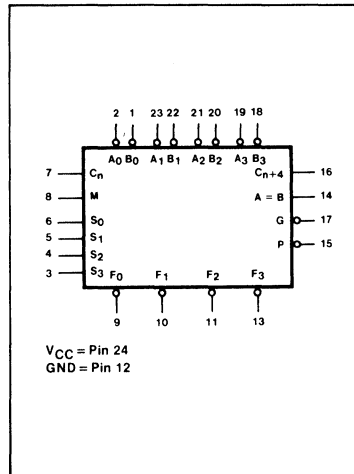 2 1 23 22 21 20 19 18
A0 B0 A1 B1 A2 B2 A3 B3
7 Cn Cn+4 16
8 M A = B 14
6 S0 G 17
5 S1 P 15
4 S2
3 S3 F0 F1 F2 F3
9 10 11 13
VCC = Pin 24
GND = Pin 12